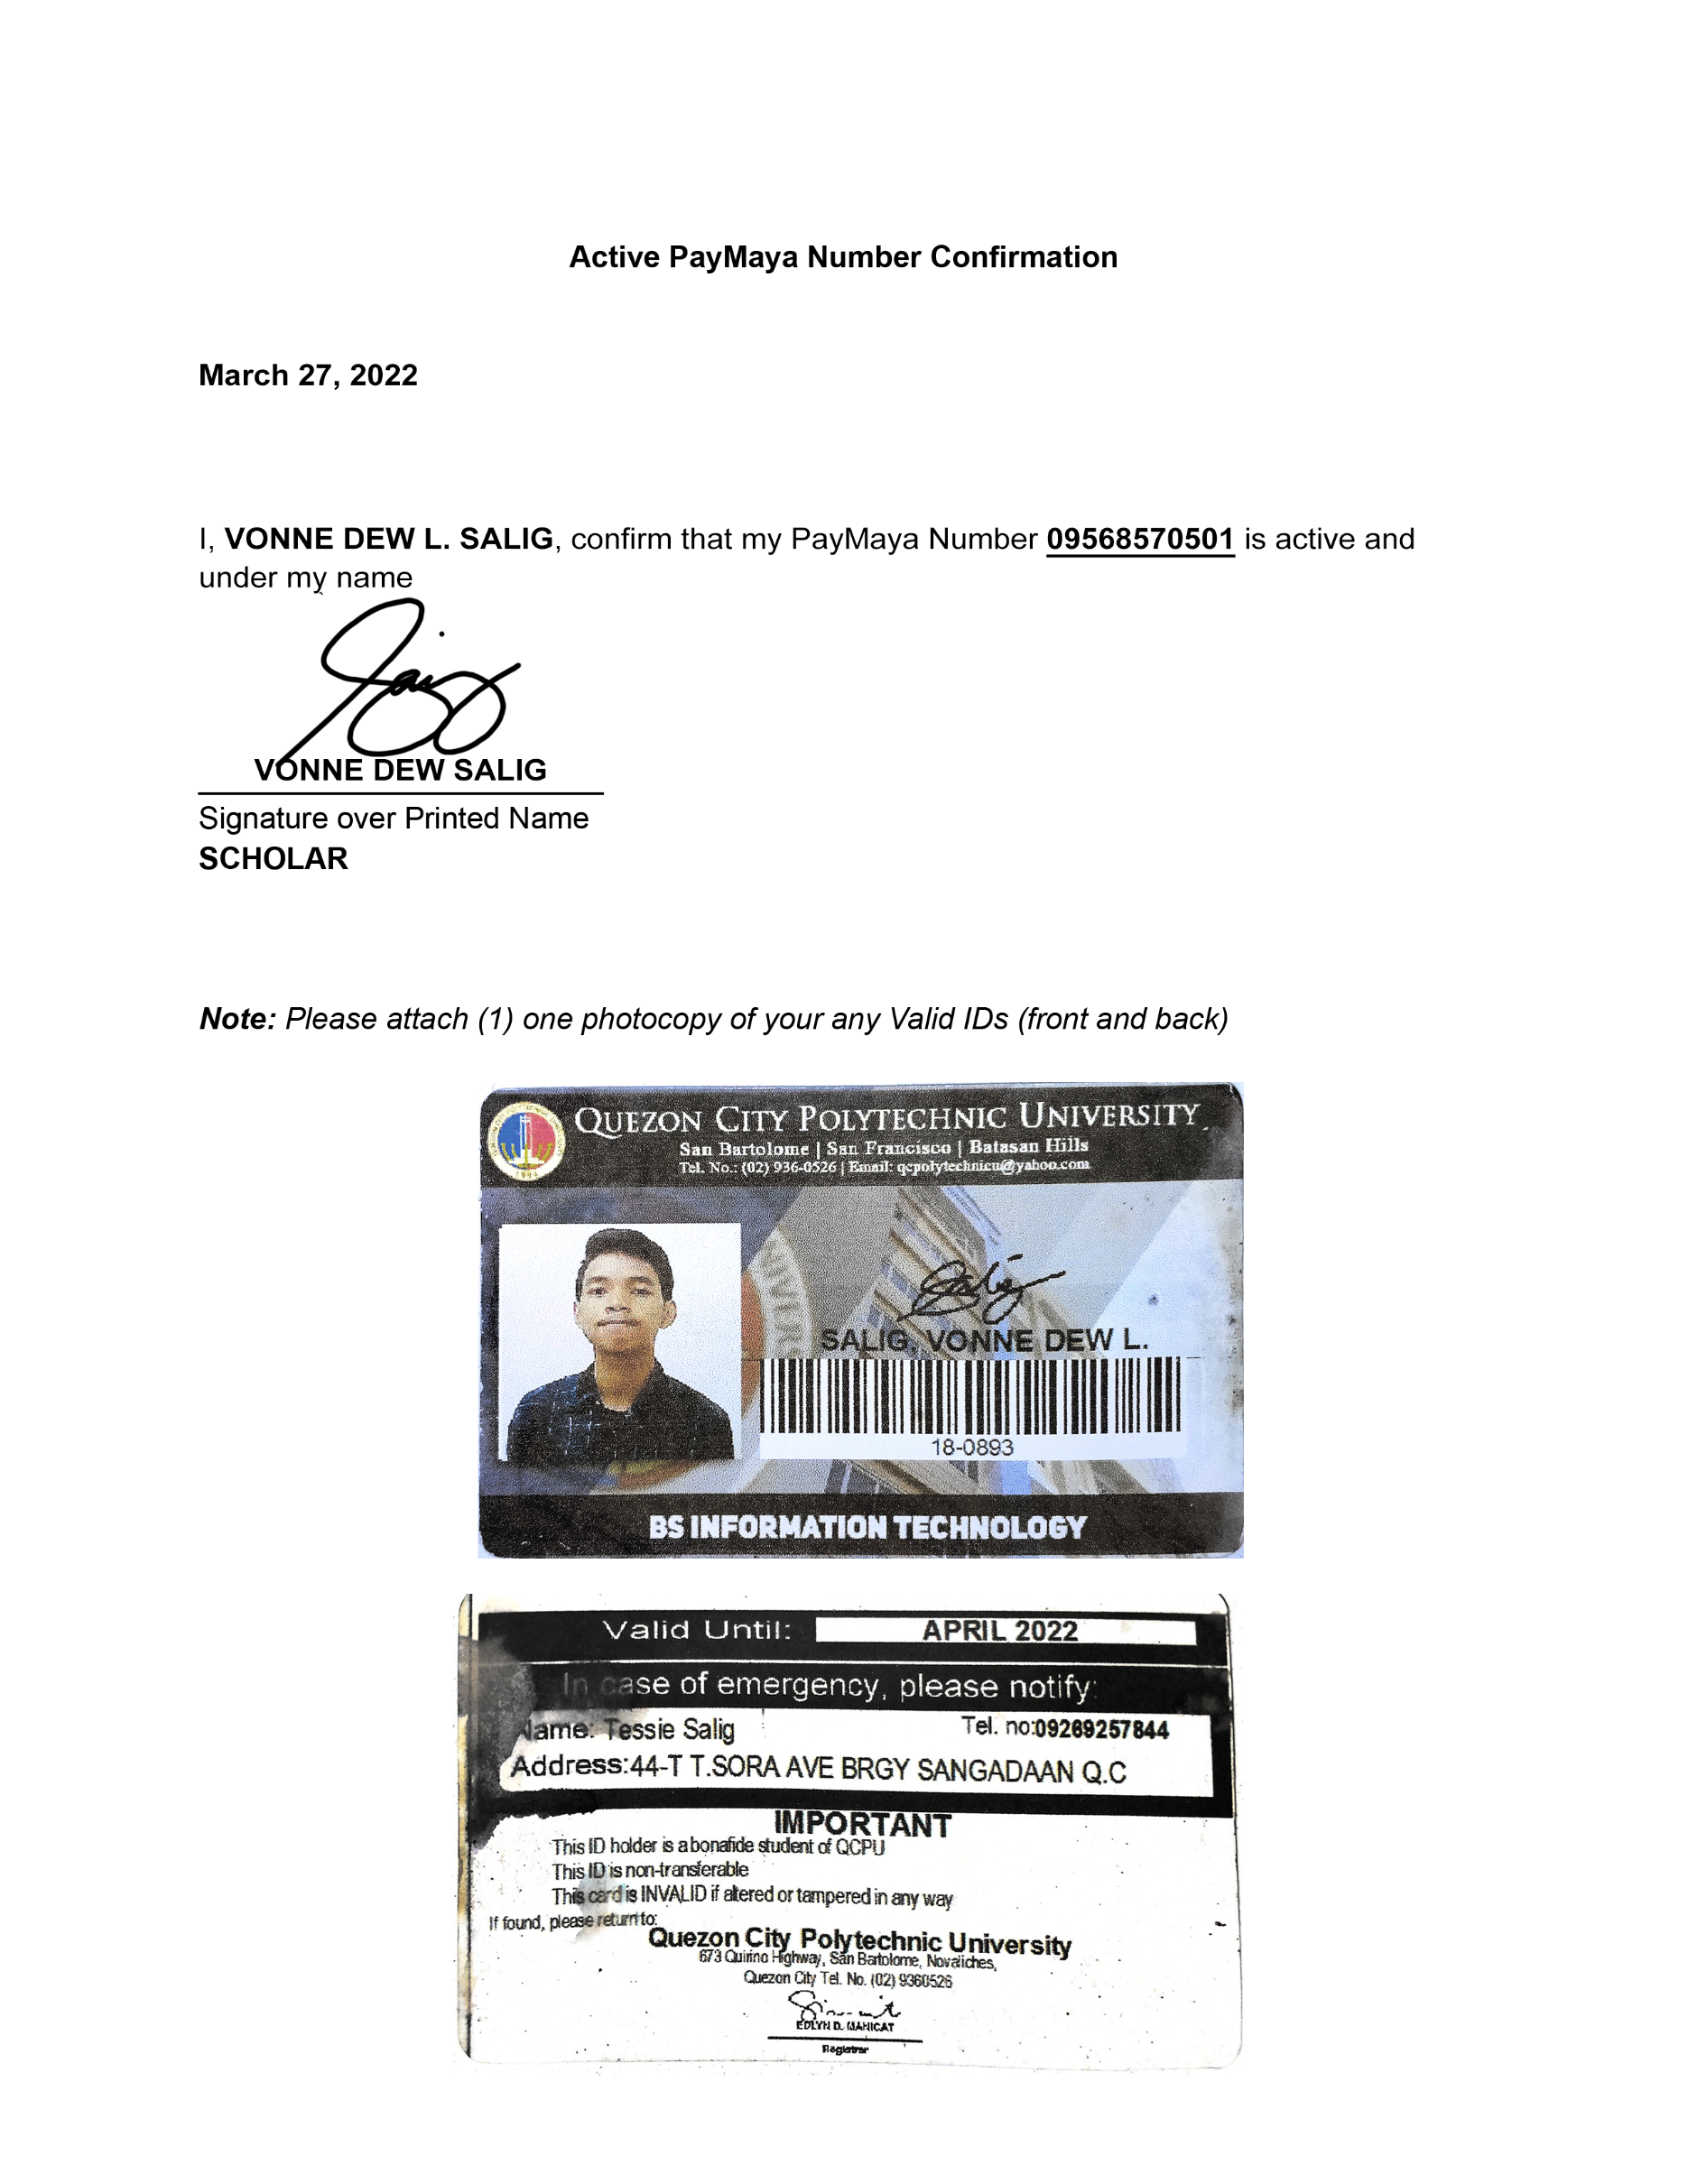 Active PayMaya Number Confirmation
March 27, 2022
I, VONNE DEW L. SALIG, confirm that my PayMaya Number 09568570501 is active and
under my name
VONNE DEW SALIG
Signature over Printed Name
SCHOLAR
Note: Please attach (1) one photocopy of your any Valid IDs (front and back)
QUEZON CITY POLYTECHNIC UNIVERSITY
San Bartolome | San Francisco | Batasan Hills
Tel. No.: (02) 936-0526 | Email: qcpolytechnicu@yahoo.com
1994
SALIG, VONNE DEW L.
18-0893
BS INFORMATION TECHNOLOGY
Valid Until: APRIL 2022
In case of emergency, please notify:
Name: Tessie Salig Tel. no:09269257844
Address:44-T T.SORA AVE BRGY SANGADAAN Q.C
IMPORTANT
This ID holder is a bonafide student of QCPU
This ID is non-transferable
This card is INVALID if altered or tampered in any way
If found, please return to:
Quezon City Polytechnic University
673 Quirino Highway, San Bartolome, Novaliches,
Quezon City Tel. No. (02) 9360526
EDLYN D. MAHICAT
Registrar